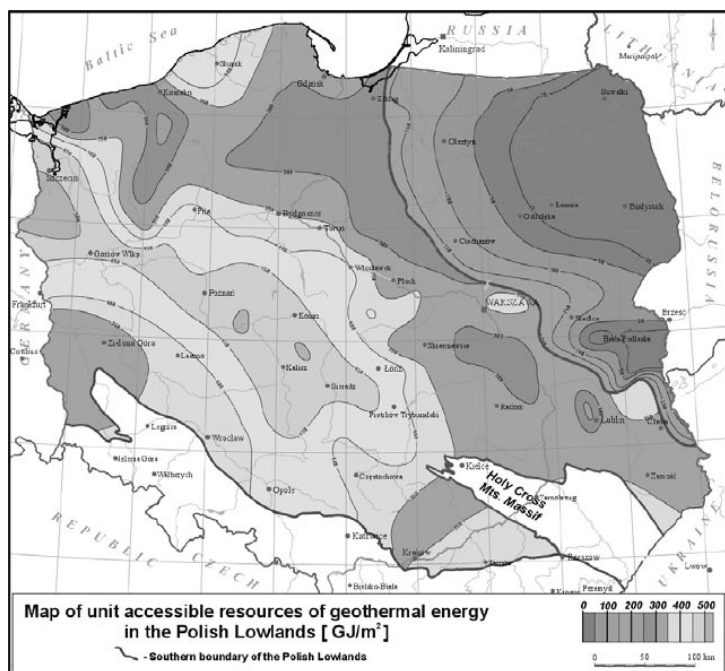 RUSSIA
Kaliningrad
LITHUANIA
Baltic Sea
Słupsk
Gdańsk
Suwałki
Koszalin
Elbląg
Olsztyn
Szczecin
Łomża
Ostrołęka
Białystok
Piła
Bydgoszcz
Toruń
Ciechanów
BELORUSSIA
Gorzów Wlkp
Włocławek
Płock
GERMANY
Frankfurt
Poznań
WARSZAWA
Siedlce
Brześć
Konin
Biała Podlaska
Zielona Góra
Skierniewice
Cottbus
Leszno
Kalisz
Łódź
Sieradz
Radom
Piotrków Trybunalski
Lublin
Chełm
Legnica
Wrocław
Jelenia Góra
Wałbrzych
Kielce
Częstochowa
Zamość
Holy Cross
Mts. Massif
Tarnobrzeg
Opole
Katowice
Kraków
Rzeszów
UKRAINE
Lwów
REPUBLIC CZECH
Bielsko-Biała
Przemyśl
Map of unit accessible resources of geothermal energy
in the Polish Lowlands [ GJ/m²]
- Southern boundary of the Polish Lowlands
0 100 200 300 400 500
0 50 100 km